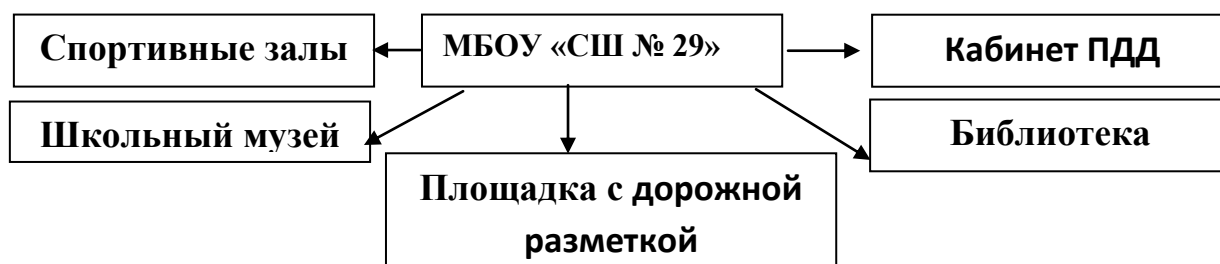 Спортивные залы
МБОУ «СШ № 29»
Кабинет ПДД
Школьный музей
Библиотека
Площадка с дорожной
разметкой